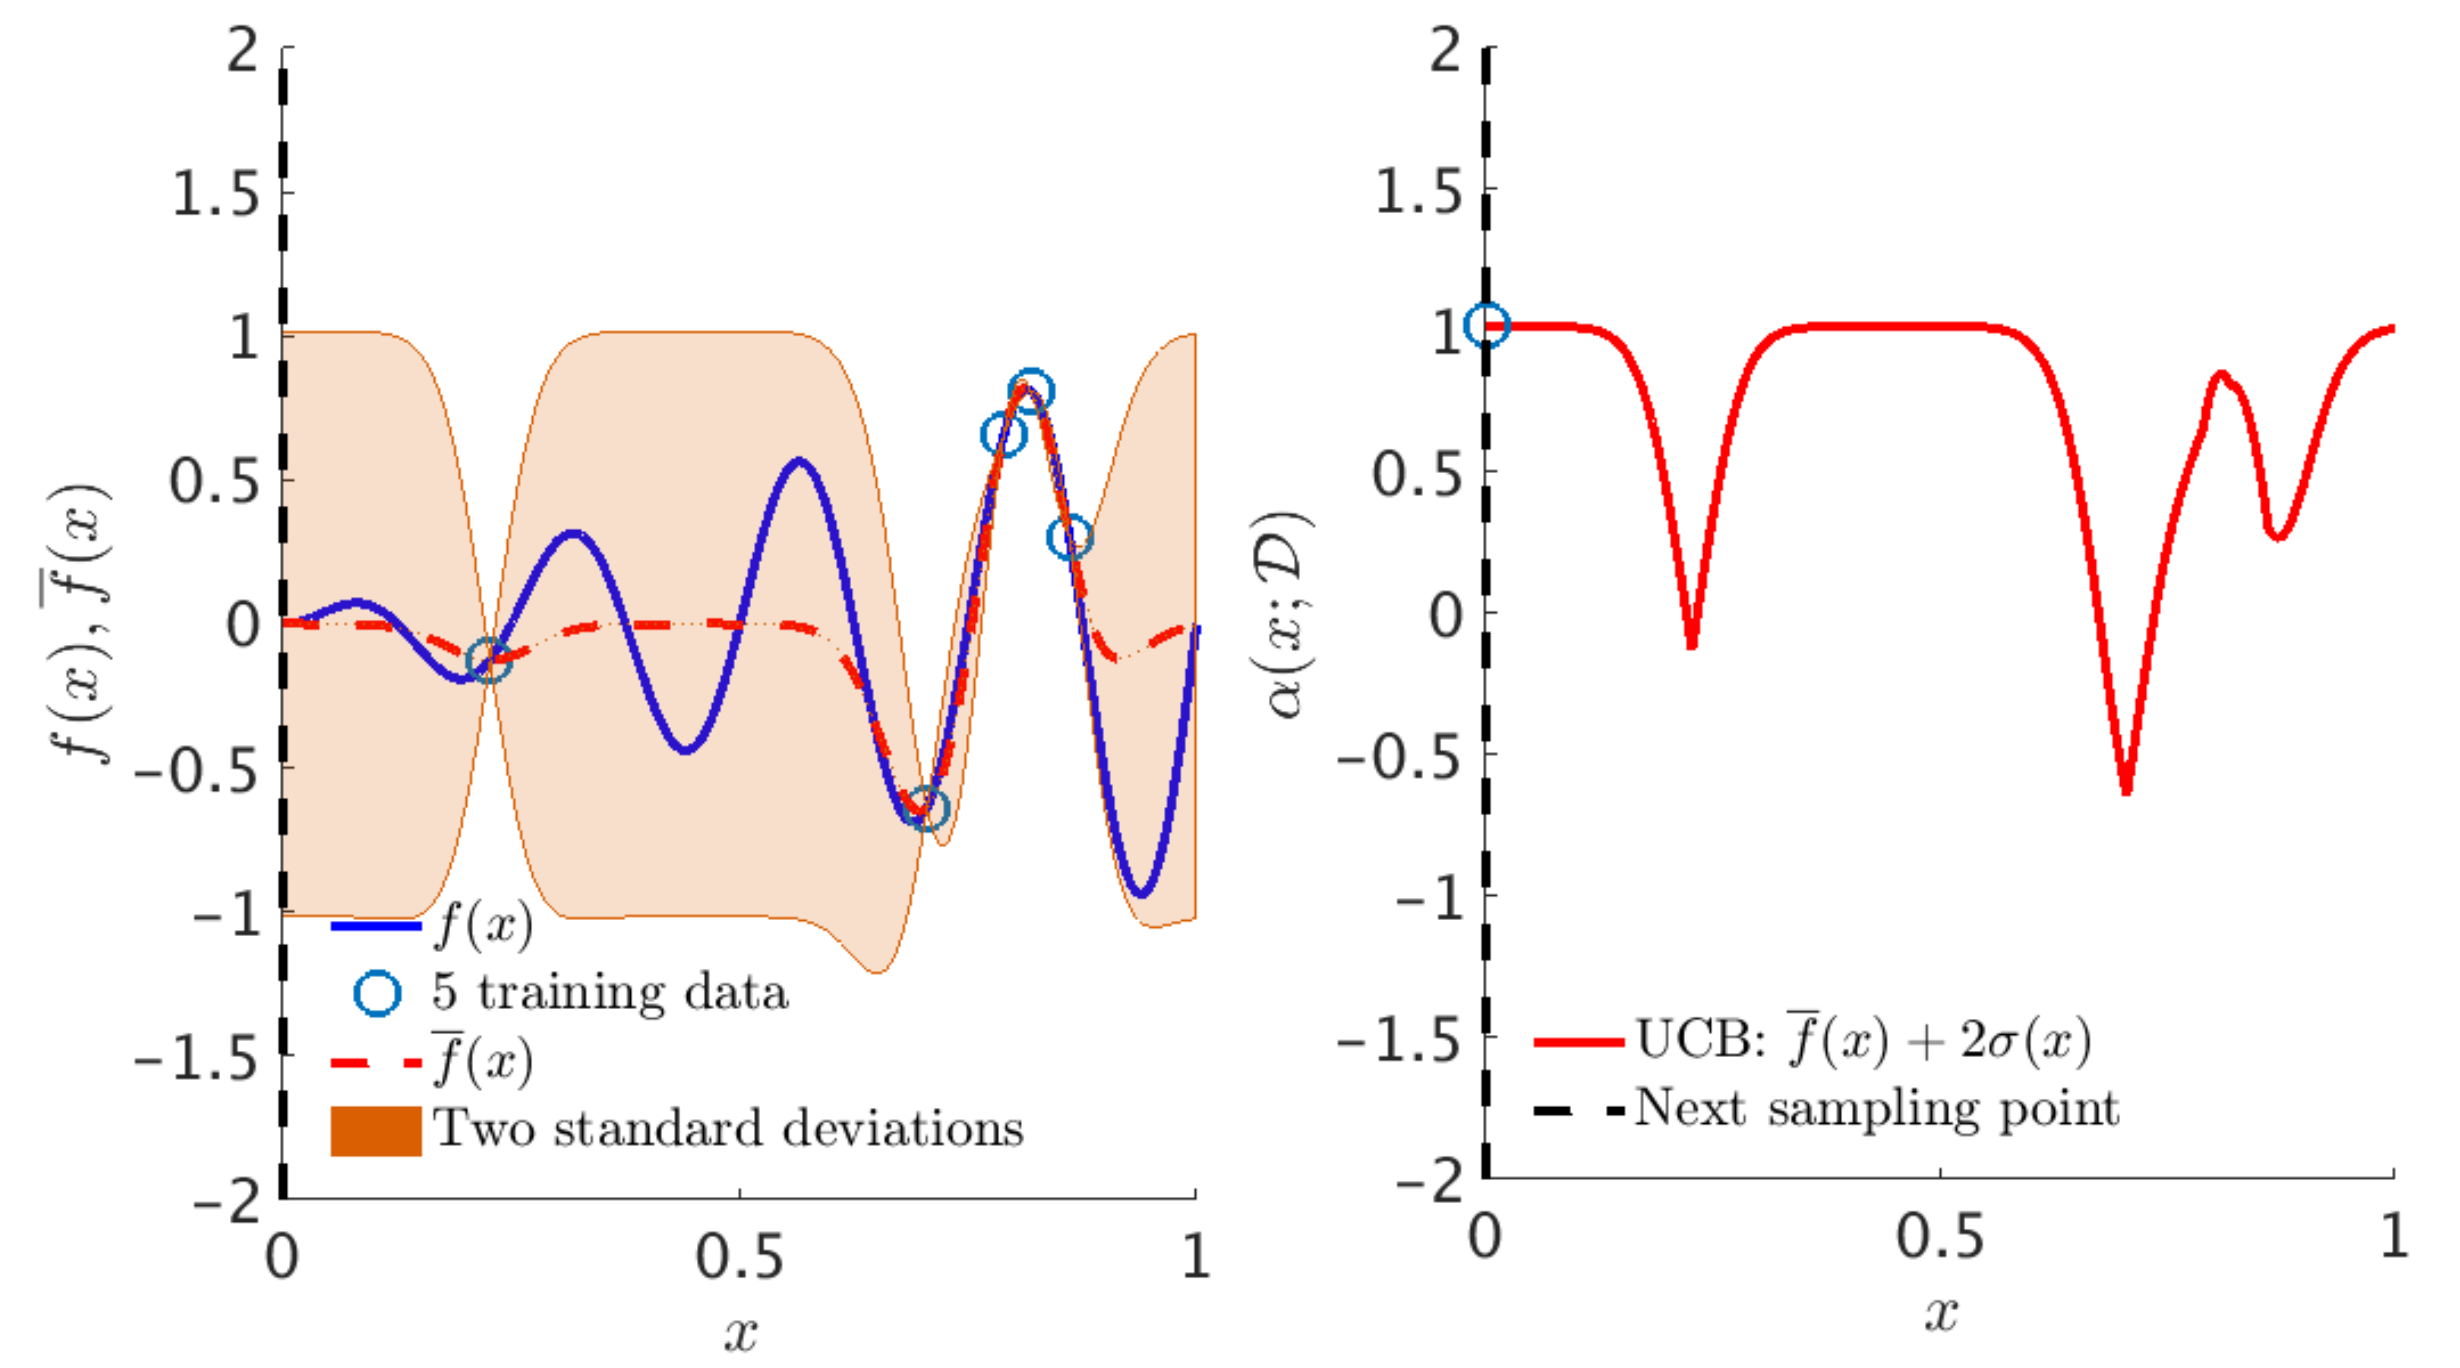 2
1.5
1
0.5
0
-0.5
-1
-1.5
-2
0
0.5
1
x
f(x), f̅(x)
f(x)
5 training data
f̅(x)
Two standard deviations
2
1.5
1
0.5
0
-0.5
-1
-1.5
-2
0
0.5
1
x
α(x; 𝒟)
UCB: f̅(x) + 2σ(x)
Next sampling point